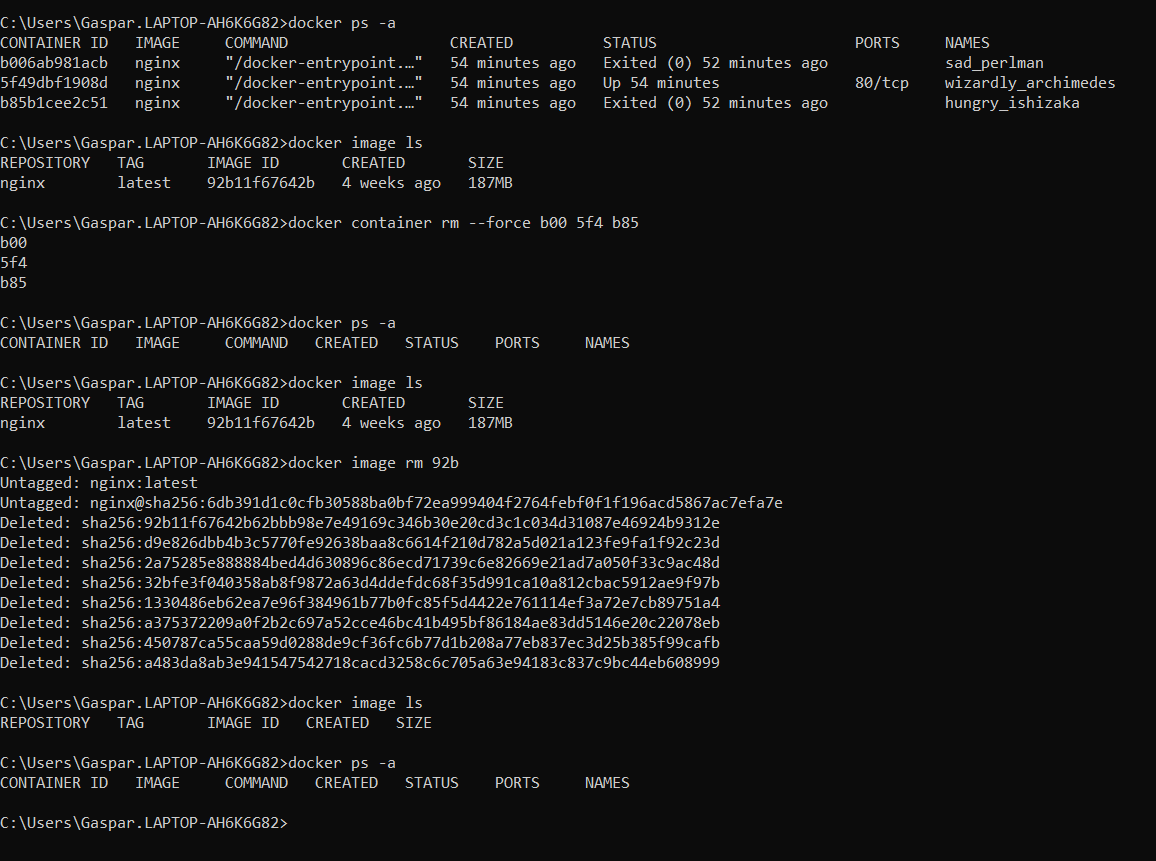 C:\Users\Gaspar.LAPTOP-AH6K6G82>docker ps -a
CONTAINER ID   IMAGE     COMMAND                  CREATED          STATUS                      PORTS     NAMES
b006ab981acb   nginx     "/docker-entrypoint.…"   54 minutes ago   Exited (0) 52 minutes ago             sad_perlman
5f49dbf1908d   nginx     "/docker-entrypoint.…"   54 minutes ago   Up 54 minutes               80/tcp    wizardly_archimedes
b85b1cee2c51   nginx     "/docker-entrypoint.…"   54 minutes ago   Exited (0) 52 minutes ago             hungry_ishizaka
C:\Users\Gaspar.LAPTOP-AH6K6G82>docker image ls
REPOSITORY   TAG       IMAGE ID       CREATED       SIZE
nginx        latest    92b11f67642b   4 weeks ago   187MB
C:\Users\Gaspar.LAPTOP-AH6K6G82>docker container rm --force b00 5f4 b85
b00
5f4
b85
C:\Users\Gaspar.LAPTOP-AH6K6G82>docker ps -a
CONTAINER ID   IMAGE     COMMAND   CREATED   STATUS    PORTS     NAMES
C:\Users\Gaspar.LAPTOP-AH6K6G82>docker image ls
REPOSITORY   TAG       IMAGE ID       CREATED       SIZE
nginx        latest    92b11f67642b   4 weeks ago   187MB
C:\Users\Gaspar.LAPTOP-AH6K6G82>docker image rm 92b
Untagged: nginx:latest
Untagged: nginx@sha256:6db391d1c0cfb30588ba0bf72ea999404f2764febf0f1f196acd5867ac7efa7e
Deleted: sha256:92b11f67642b62bbb98e7e49169c346b30e20cd3c1c034d31087e46924b9312e
Deleted: sha256:d9e826dbb4b3c5770fe92638baa8c6614f210d782a5d021a123fe9fa1f92c23d
Deleted: sha256:2a75285e888884bed4d630896c86ecd71739c6e82669e21ad7a050f33c9ac48d
Deleted: sha256:32bfe3f040358ab8f9872a63d4ddefdc68f35d991ca10a812cbac5912ae9f97b
Deleted: sha256:1330486eb62ea7e96f384961b77b0fc85f5d4422e761114ef3a72e7cb89751a4
Deleted: sha256:a375372209a0f2b2c697a52cce46bc41b495bf86184ae83dd5146e20c22078eb
Deleted: sha256:450787ca55caa59d0288de9cf36fc6b77d1b208a77eb837ec3d25b385f99cafb
Deleted: sha256:a483da8ab3e941547542718cacd3258c6c705a63e94183c837c9bc44eb608999
C:\Users\Gaspar.LAPTOP-AH6K6G82>docker image ls
REPOSITORY   TAG       IMAGE ID   CREATED   SIZE
C:\Users\Gaspar.LAPTOP-AH6K6G82>docker ps -a
CONTAINER ID   IMAGE     COMMAND   CREATED   STATUS    PORTS     NAMES
C:\Users\Gaspar.LAPTOP-AH6K6G82>